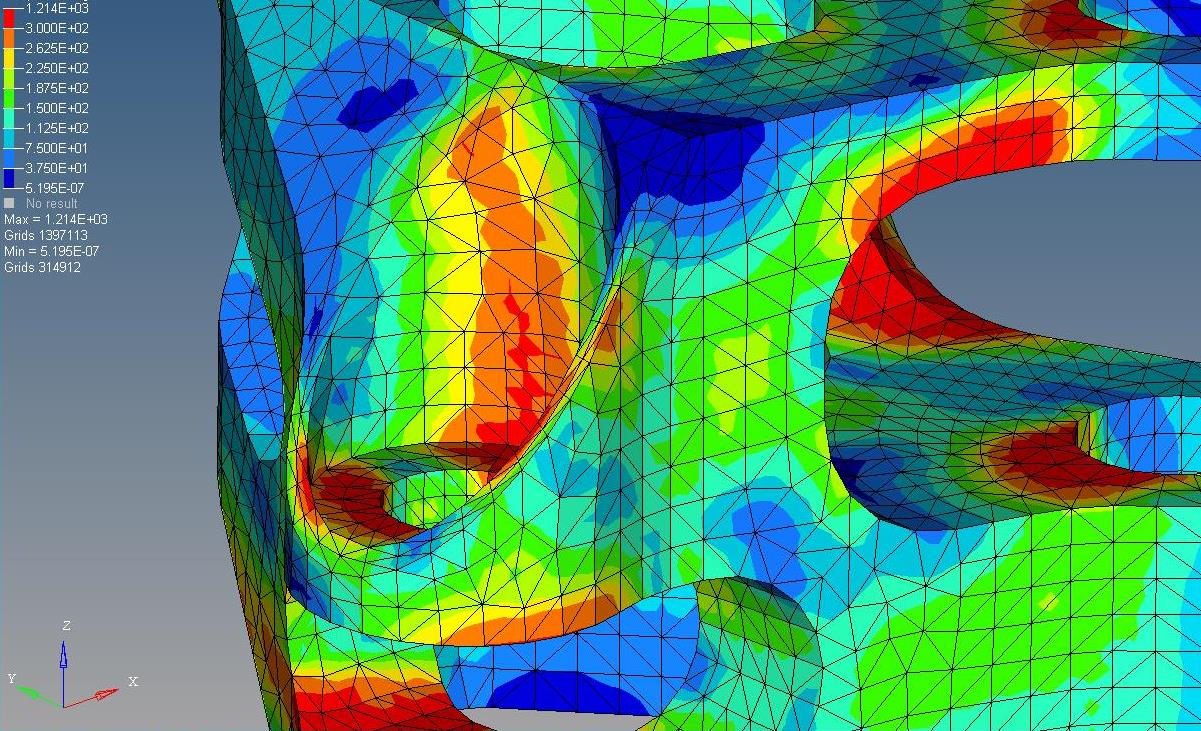 1.214E+03
3.000E+02
2.625E+02
2.250E+02
1.875E+02
1.500E+02
1.125E+02
7.500E+01
3.750E+01
5.195E-07
No result
Max = 1.214E+03
Grids 1397113
Min = 5.195E-07
Grids 314912
Z
Y
X